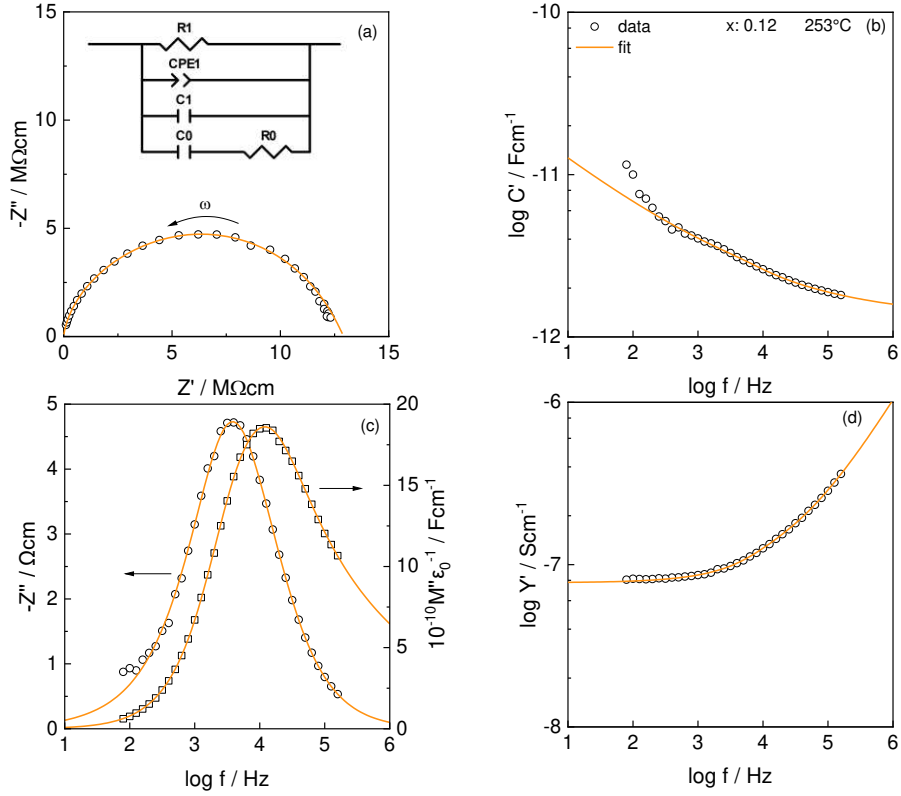 (a)
R1
CPE1
C1
C0 R0
ω
-Z'' / MΩcm
15
10
5
0
0 5 10 15
Z' / MΩcm
(b)
data x: 0.12 253°C
fit
log C' / Fcm⁻¹
-10
-11
-12
1 2 3 4 5 6
log f / Hz
(c)
-Z'' / Ωcm
5
4
3
2
1
0
20
15
10
5
0
10⁻¹⁰M''ε₀⁻¹ / Fcm⁻¹
1 2 3 4 5 6
log f / Hz
(d)
log Y' / Scm⁻¹
-6
-7
-8
1 2 3 4 5 6
log f / Hz